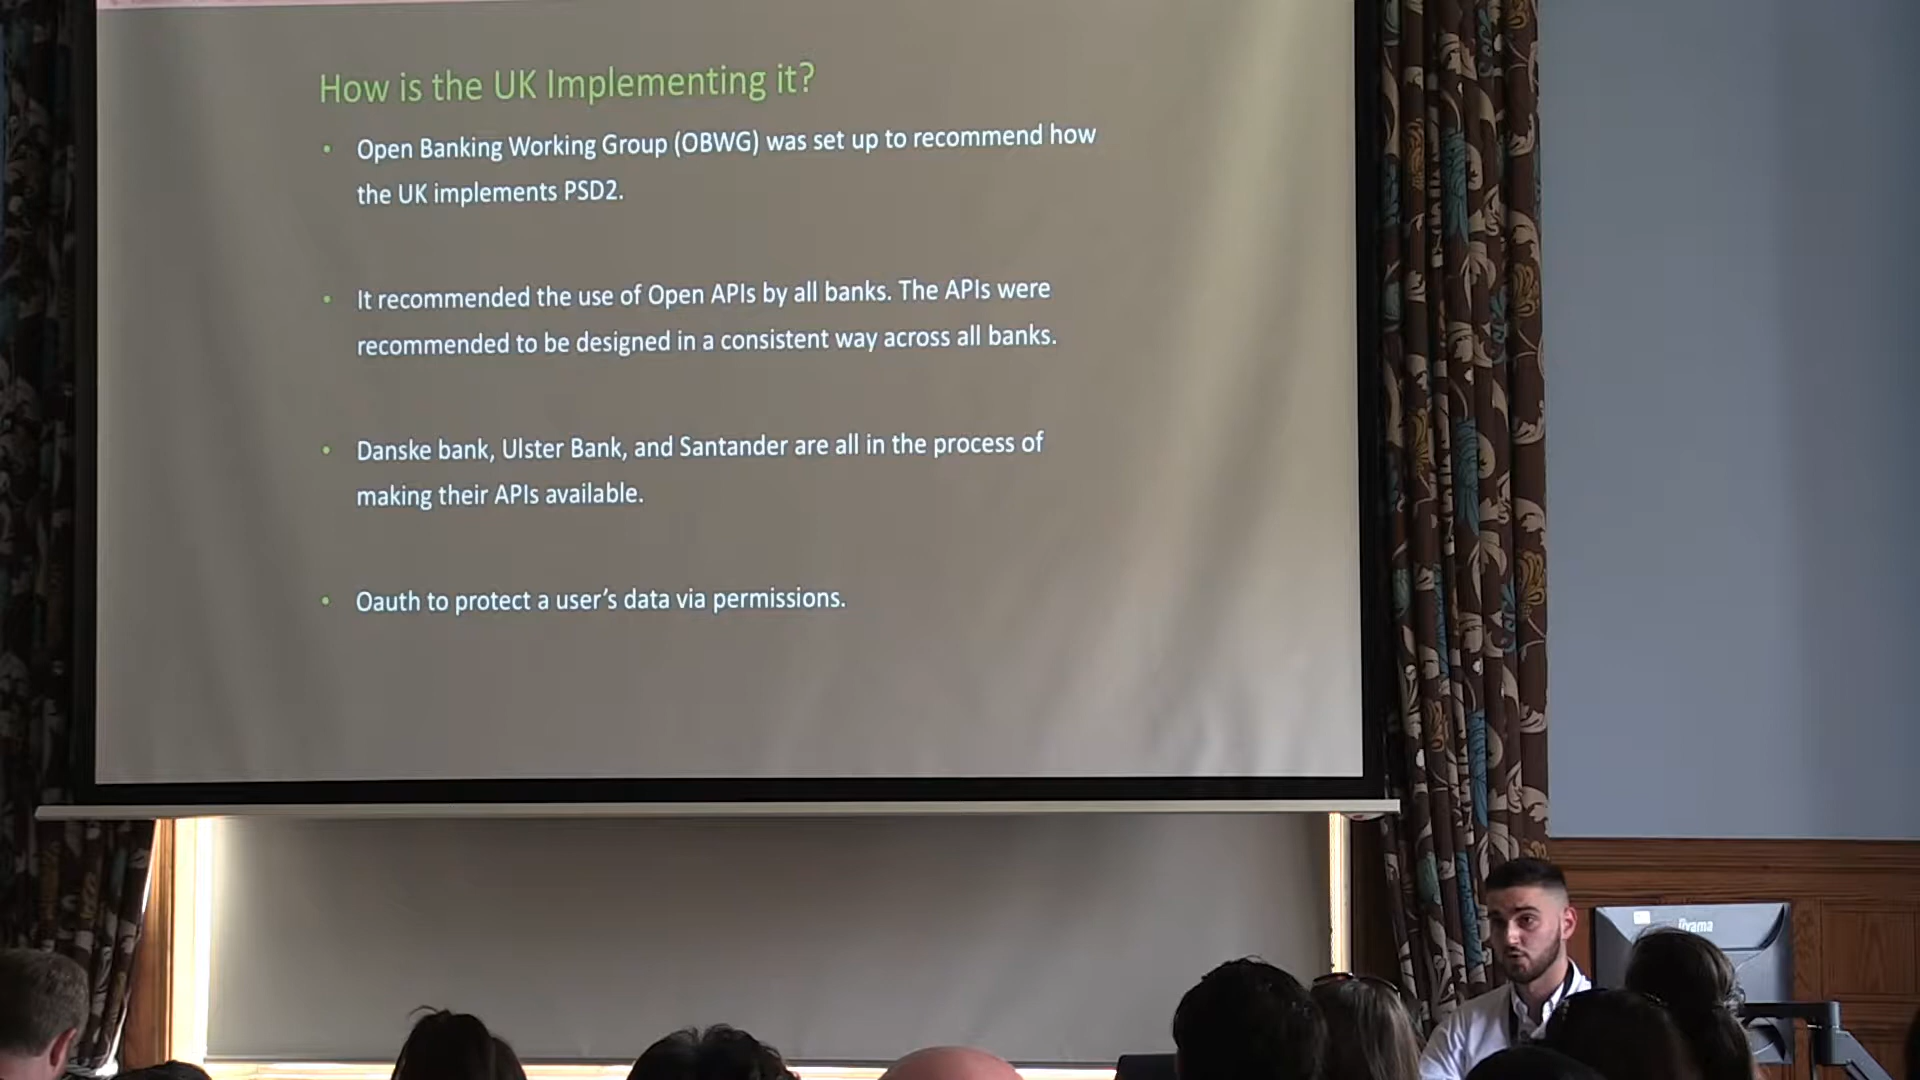 How is the UK Implementing it?
• Open Banking Working Group (OBWG) was set up to recommend how
the UK implements PSD2.
• It recommended the use of Open APIs by all banks. The APIs were
recommended to be designed in a consistent way across all banks.
• Danske bank, Ulster Bank, and Santander are all in the process of
making their APIs available.
• Oauth to protect a user's data via permissions.
iiyama